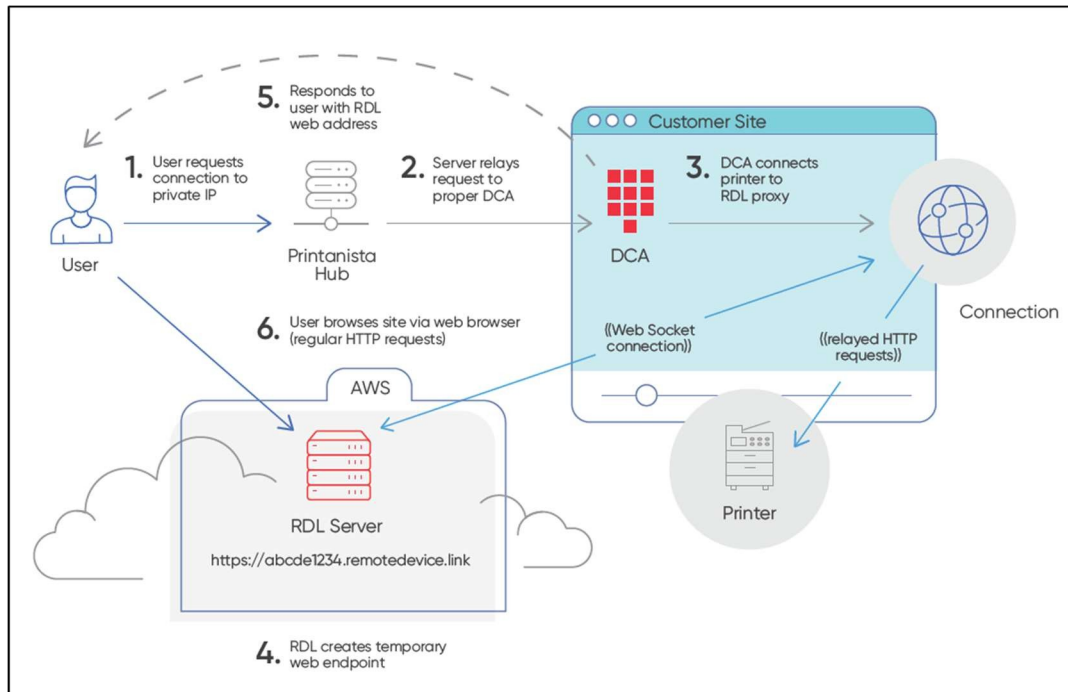 5. Responds to
user with RDL
web address
Customer Site
1. User requests
connection to
private IP
2. Server relays
request to
proper DCA
3. DCA connects
printer to
RDL proxy
User
Printanista
Hub
DCA
Connection
6. User browses site via web browser
(regular HTTP requests)
((Web Socket
connection))
((relayed HTTP
requests))
AWS
RDL Server
https://abcde1234.remotedevice.link
Printer
4. RDL creates temporary
web endpoint